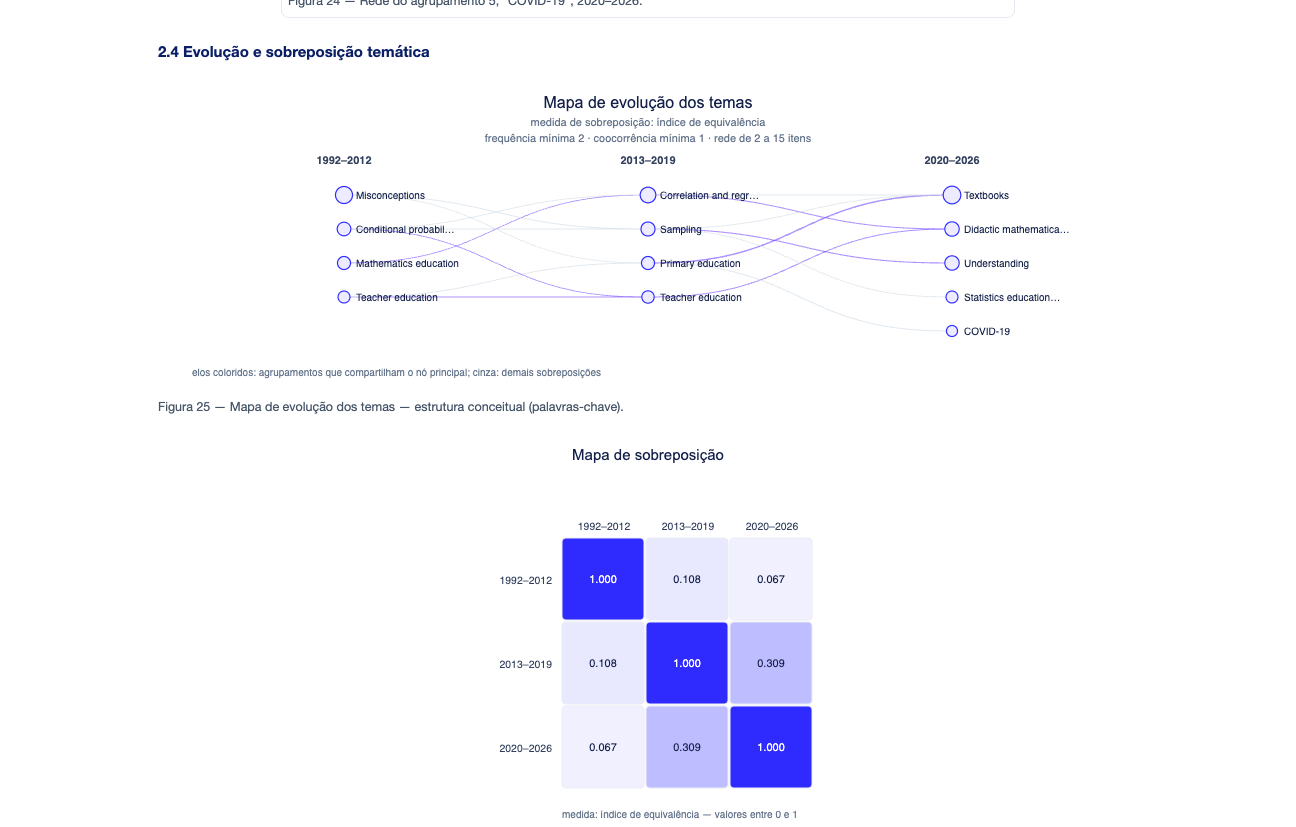 Figura 24 — Rede do agrupamento 5, "COVID-19", 2020–2026.
2.4 Evolução e sobreposição temática
Mapa de evolução dos temas
medida de sobreposição: índice de equivalência
frequência mínima 2 · coocorrência mínima 1 · rede de 2 a 15 itens
1992–2012 2013–2019 2020–2026
Misconceptions Correlation and regr… Textbooks
Conditional probabil… Sampling Didactic mathematica…
Mathematics education Primary education Understanding
Teacher education Teacher education Statistics education…
COVID-19
elos coloridos: agrupamentos que compartilham o nó principal; cinza: demais sobreposições
Figura 25 — Mapa de evolução dos temas — estrutura conceitual (palavras-chave).
Mapa de sobreposição
1992–2012 2013–2019 2020–2026
1992–2012 1.000 0.108 0.067
2013–2019 0.108 1.000 0.309
2020–2026 0.067 0.309 1.000
medida: índice de equivalência — valores entre 0 e 1